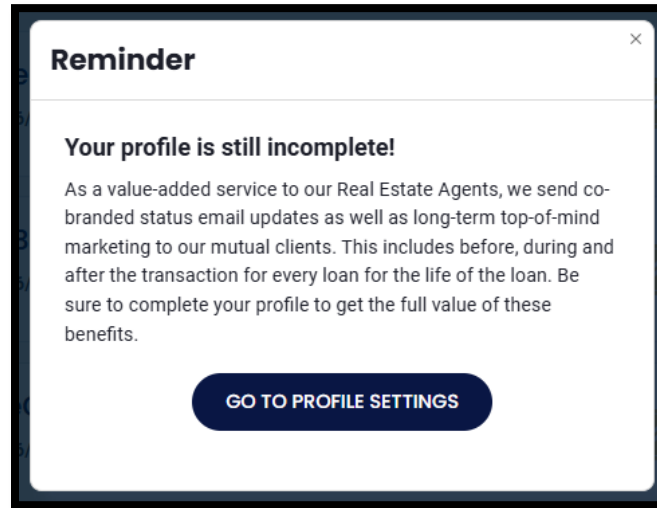 Reminder
×
Your profile is still incomplete!
As a value-added service to our Real Estate Agents, we send co-
branded status email updates as well as long-term top-of-mind
marketing to our mutual clients. This includes before, during and
after the transaction for every loan for the life of the loan. Be
sure to complete your profile to get the full value of these
benefits.
GO TO PROFILE SETTINGS